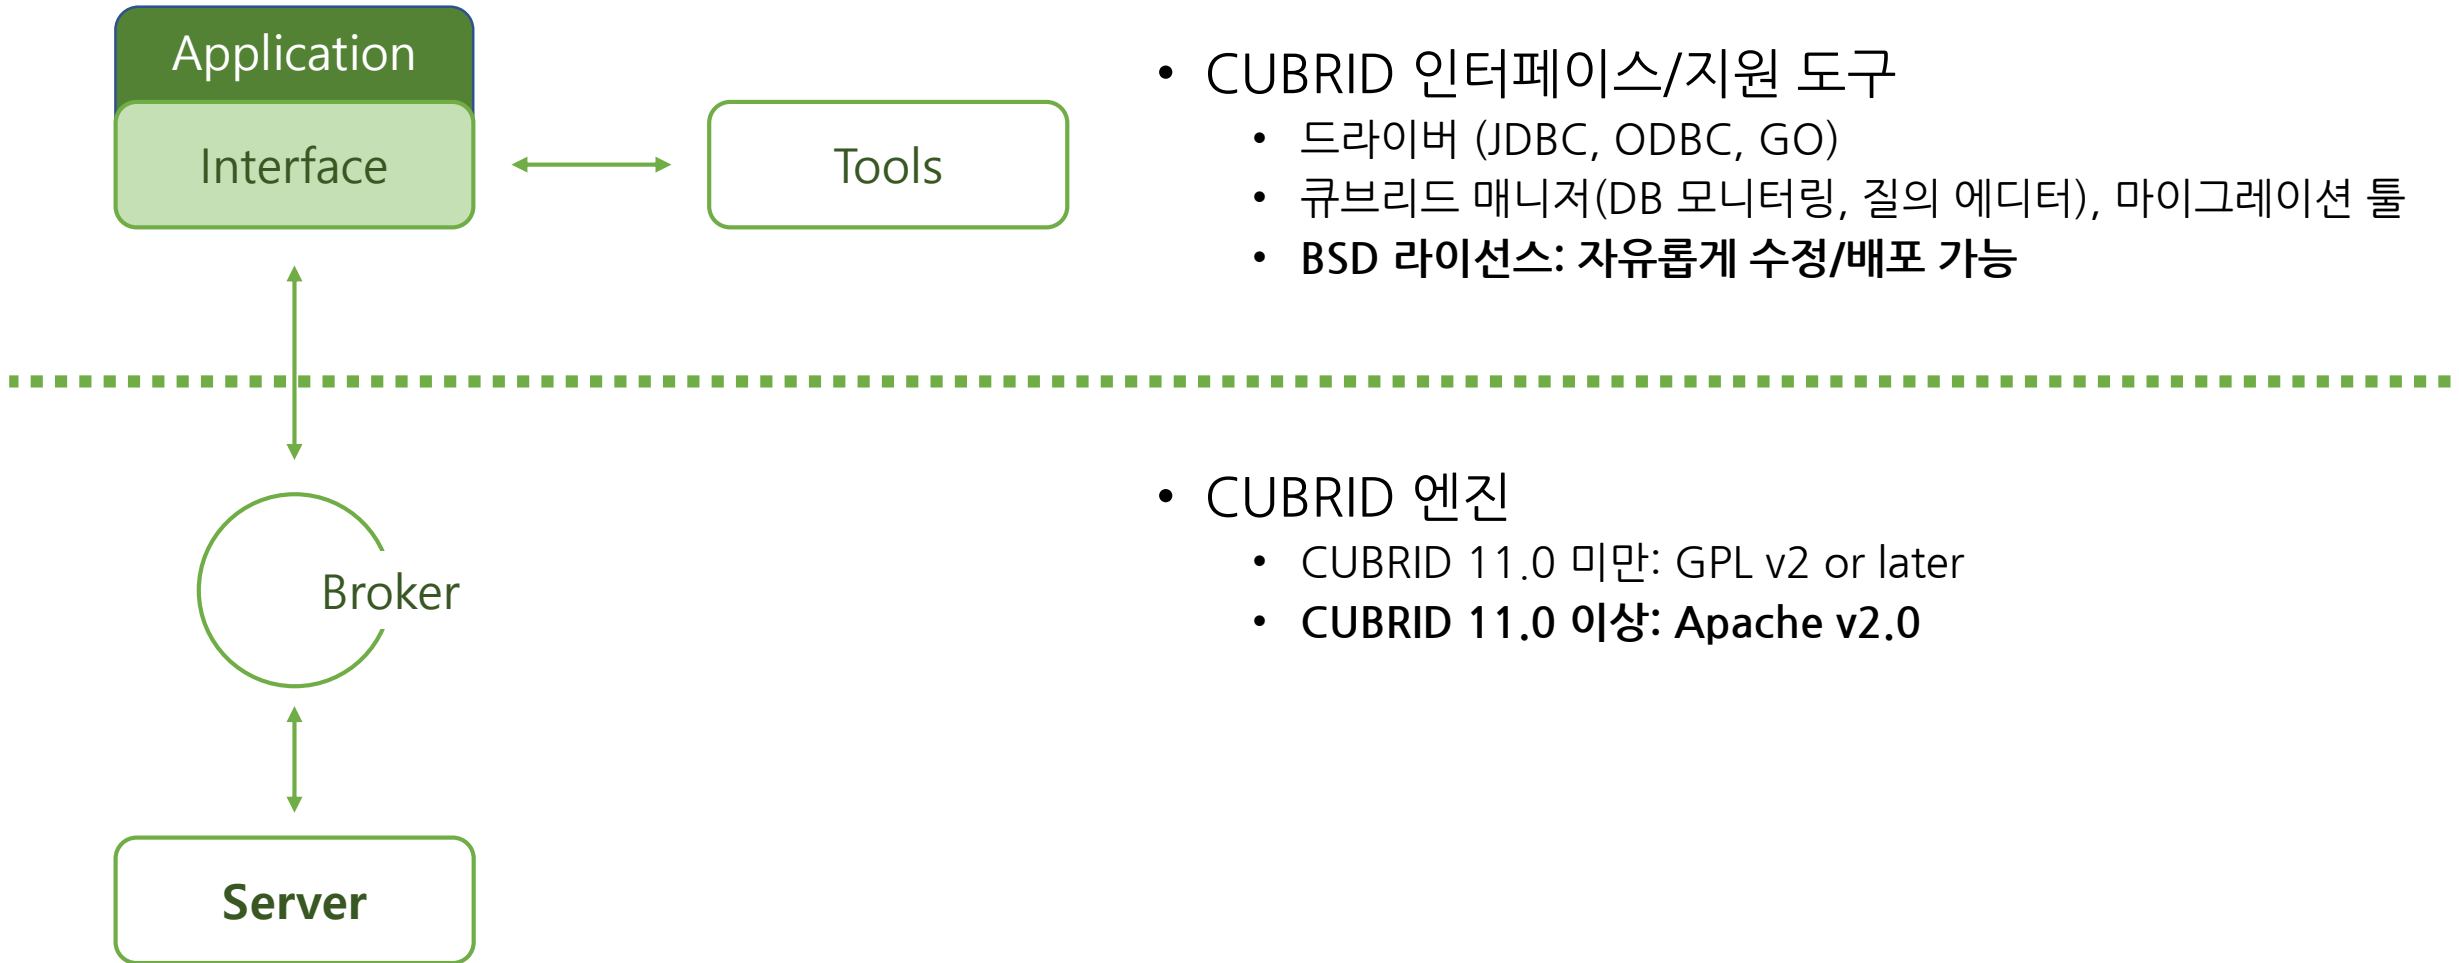 Application
Interface
Tools
• CUBRID 인터페이스/지원 도구
• 드라이버 (JDBC, ODBC, GO)
• 큐브리드 매니저(DB 모니터링, 질의 에디터), 마이그레이션 툴
• BSD 라이선스: 자유롭게 수정/배포 가능
Broker
Server
• CUBRID 엔진
• CUBRID 11.0 미만: GPL v2 or later
• CUBRID 11.0 이상: Apache v2.0